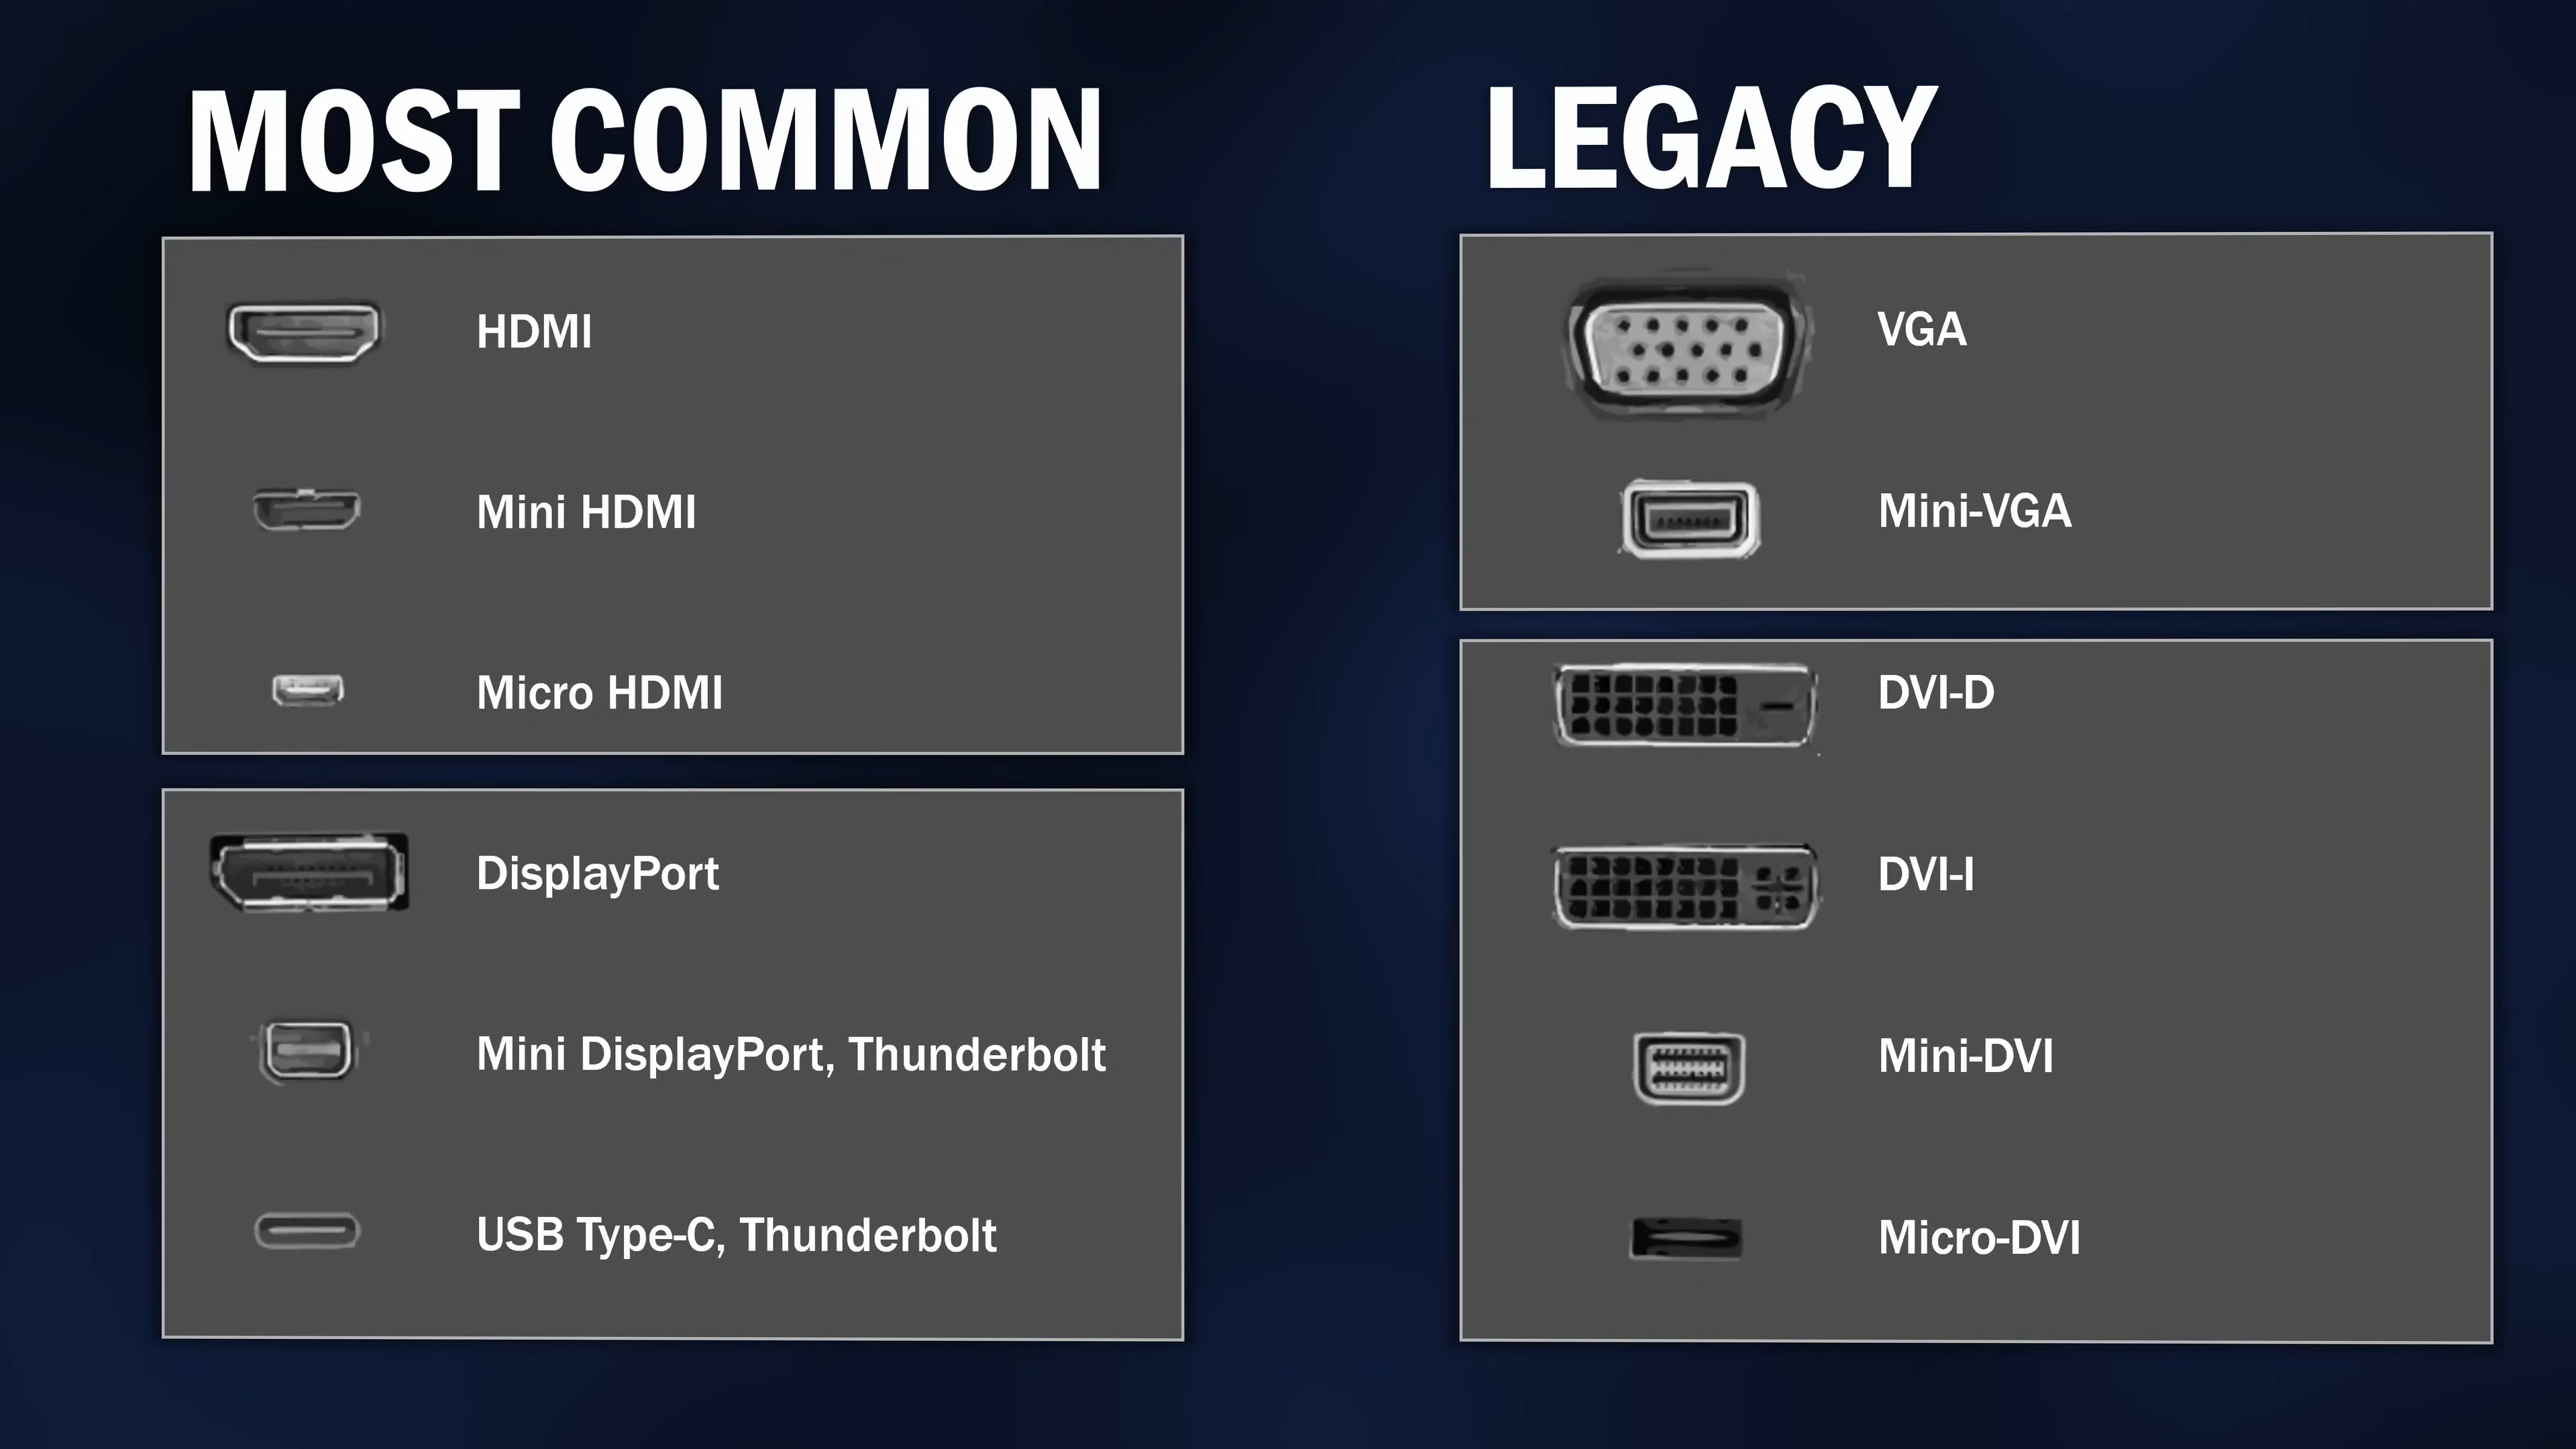 MOST COMMON
HDMI
Mini HDMI
Micro HDMI
DisplayPort
Mini DisplayPort, Thunderbolt
USB Type-C, Thunderbolt
LEGACY
VGA
Mini-VGA
DVI-D
DVI-I
Mini-DVI
Micro-DVI